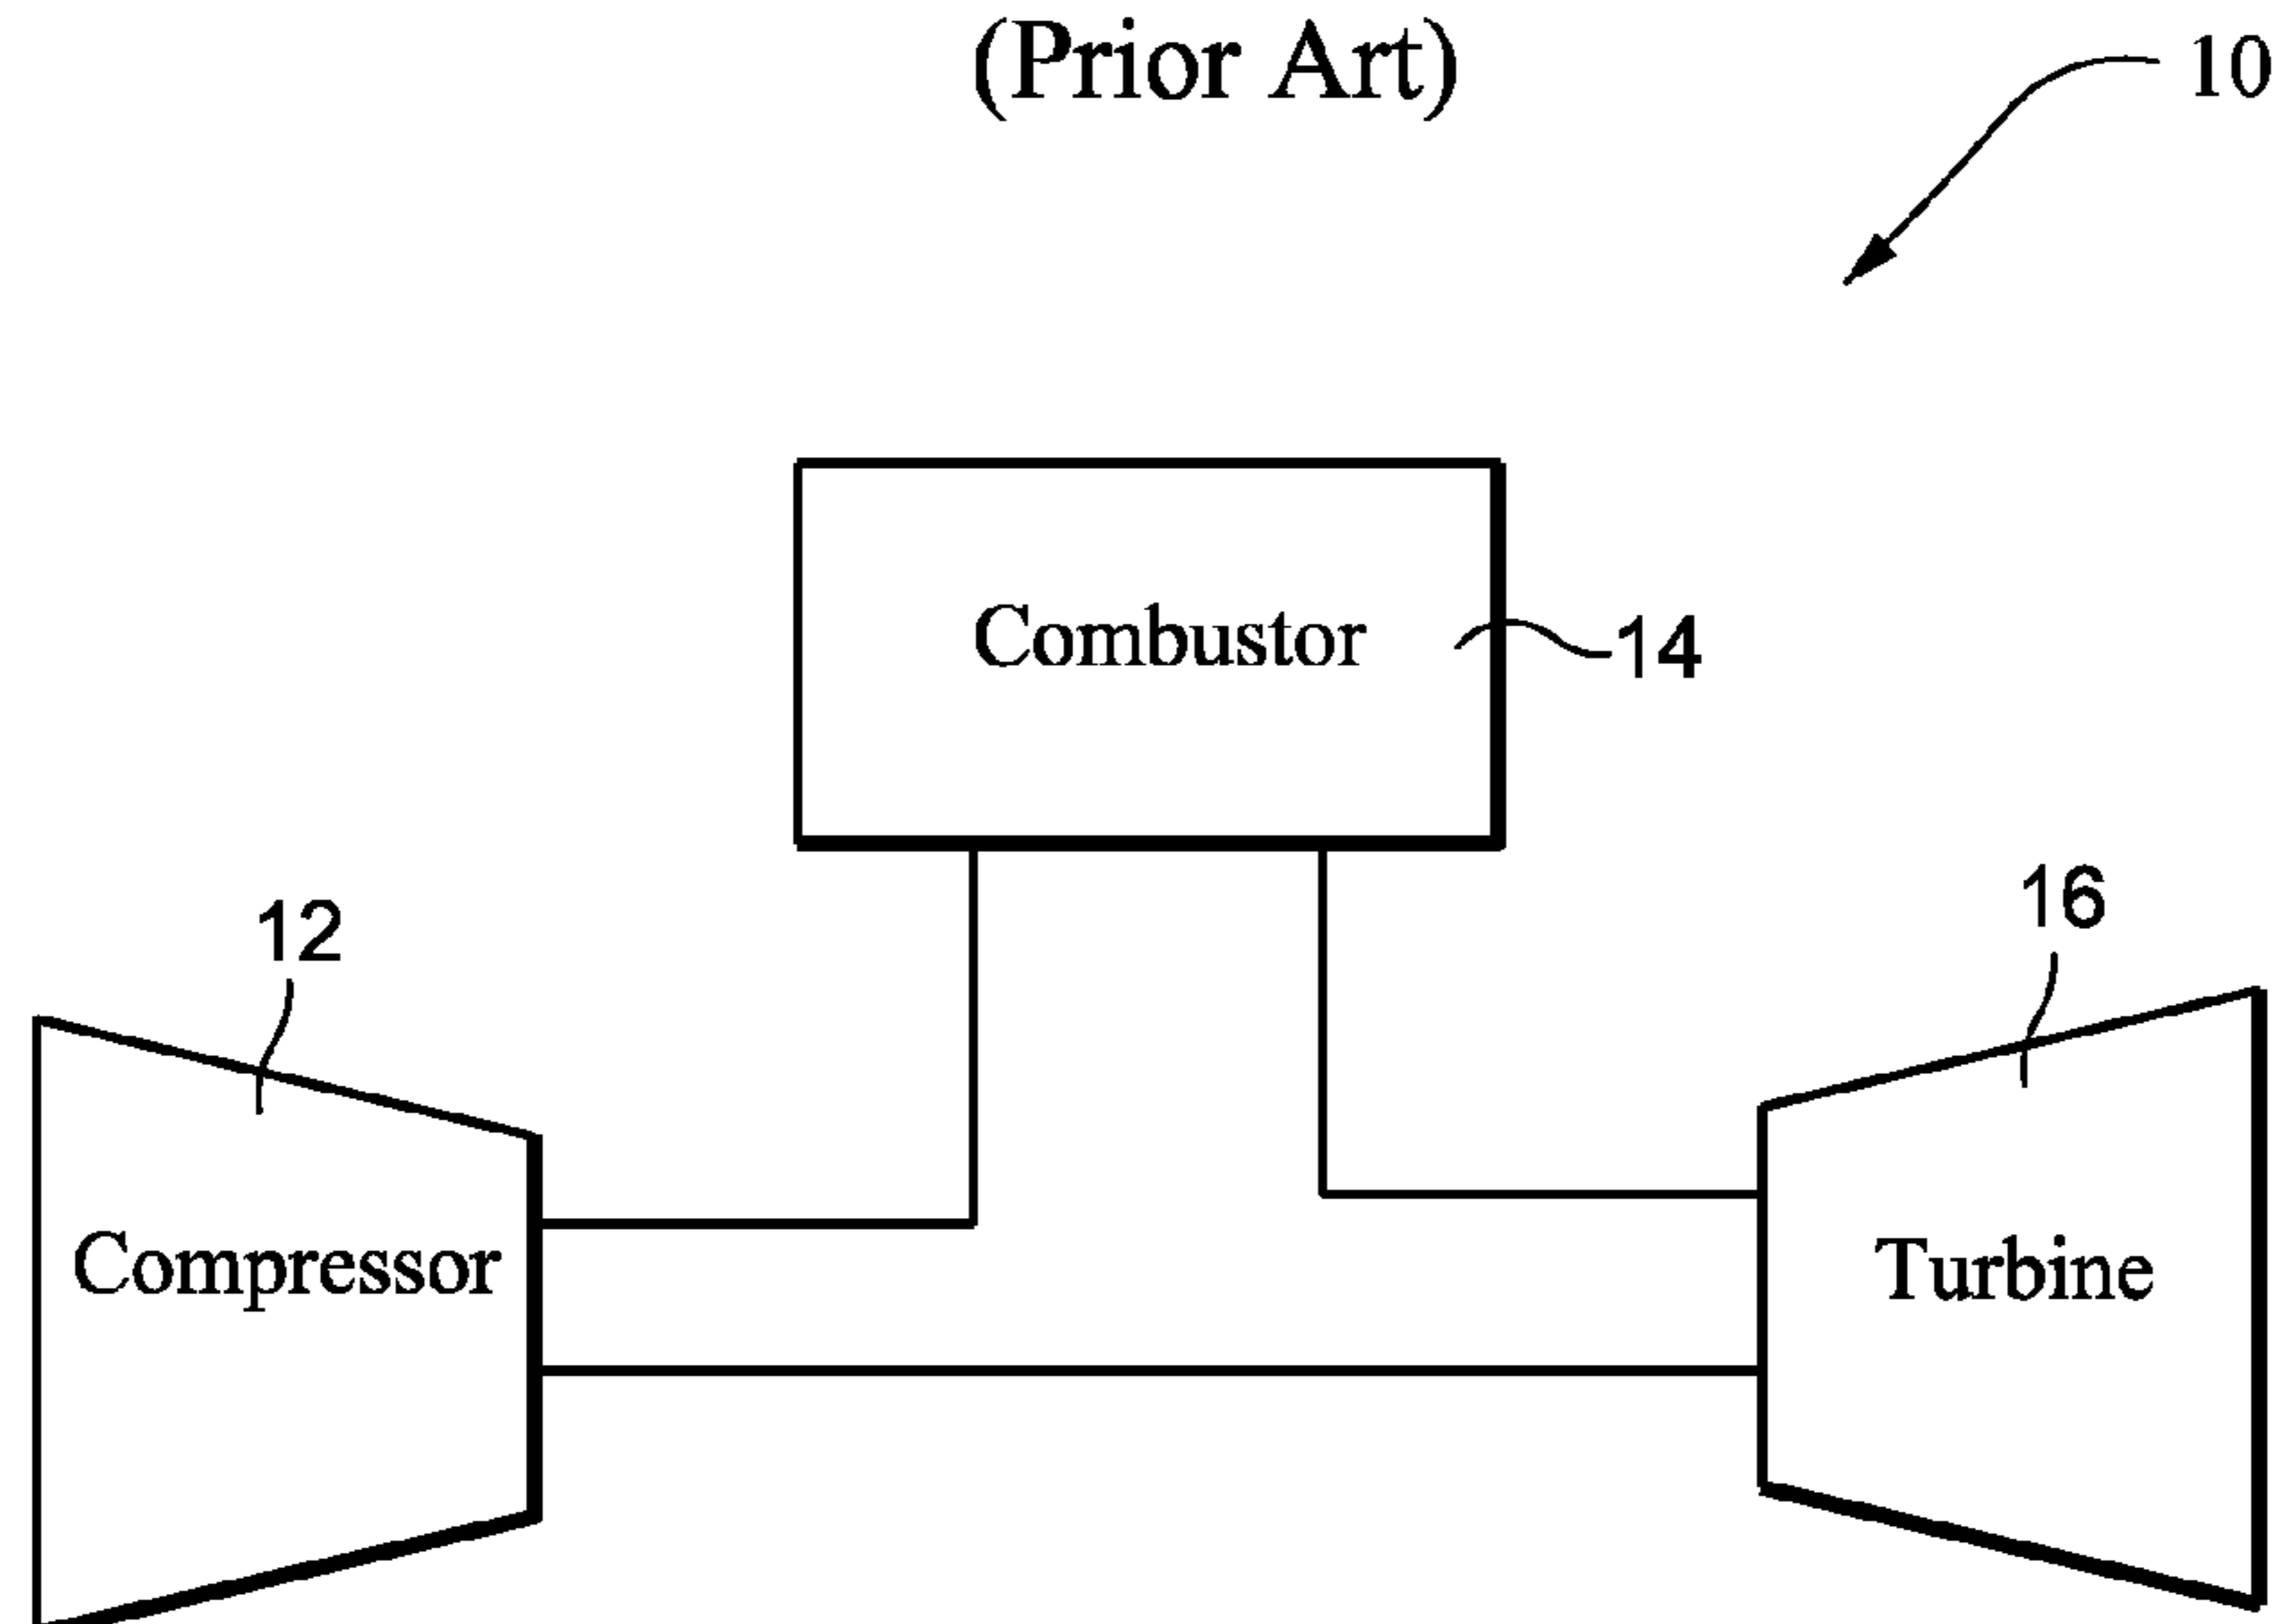 (Prior Art)
10
Combustor
14
12
16
Compressor
Turbine